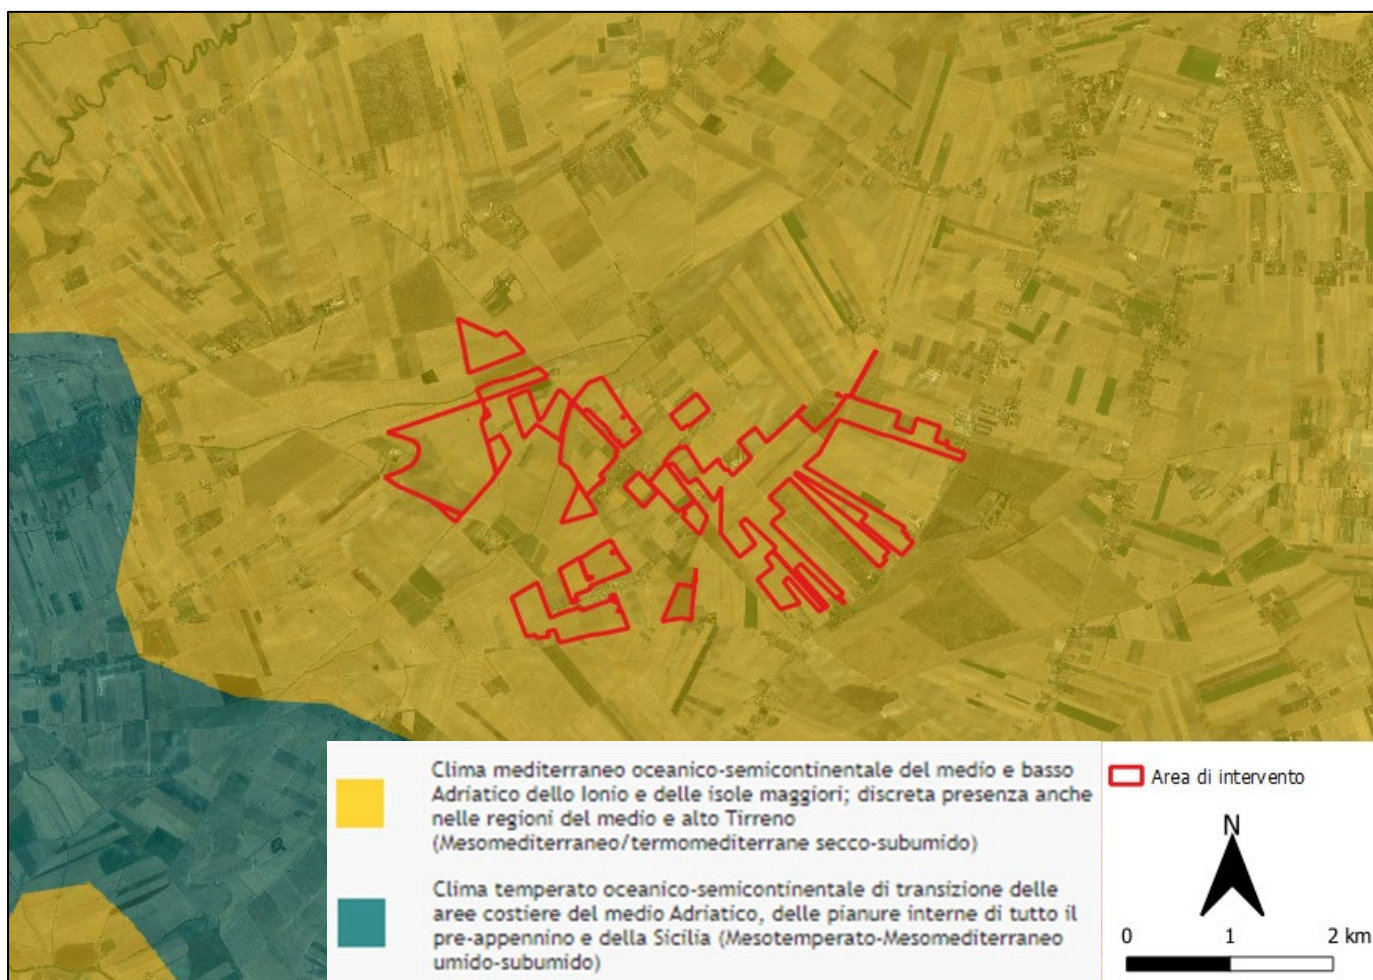 Clima mediterraneo oceanico-semicontinentale del medio e basso
Adriatico dello Ionio e delle isole maggiori; discreta presenza anche
nelle regioni del medio e alto Tirreno
(Mesomediterraneo/termomediterrane secco-subumido)
Clima temperato oceanico-semicontinentale di transizione delle
aree costiere del medio Adriatico, delle pianure interne di tutto il
pre-appennino e della Sicilia (Mesotemperato-Mesomediterraneo
umido-subumido)
Area di intervento
N
0 1 2 km